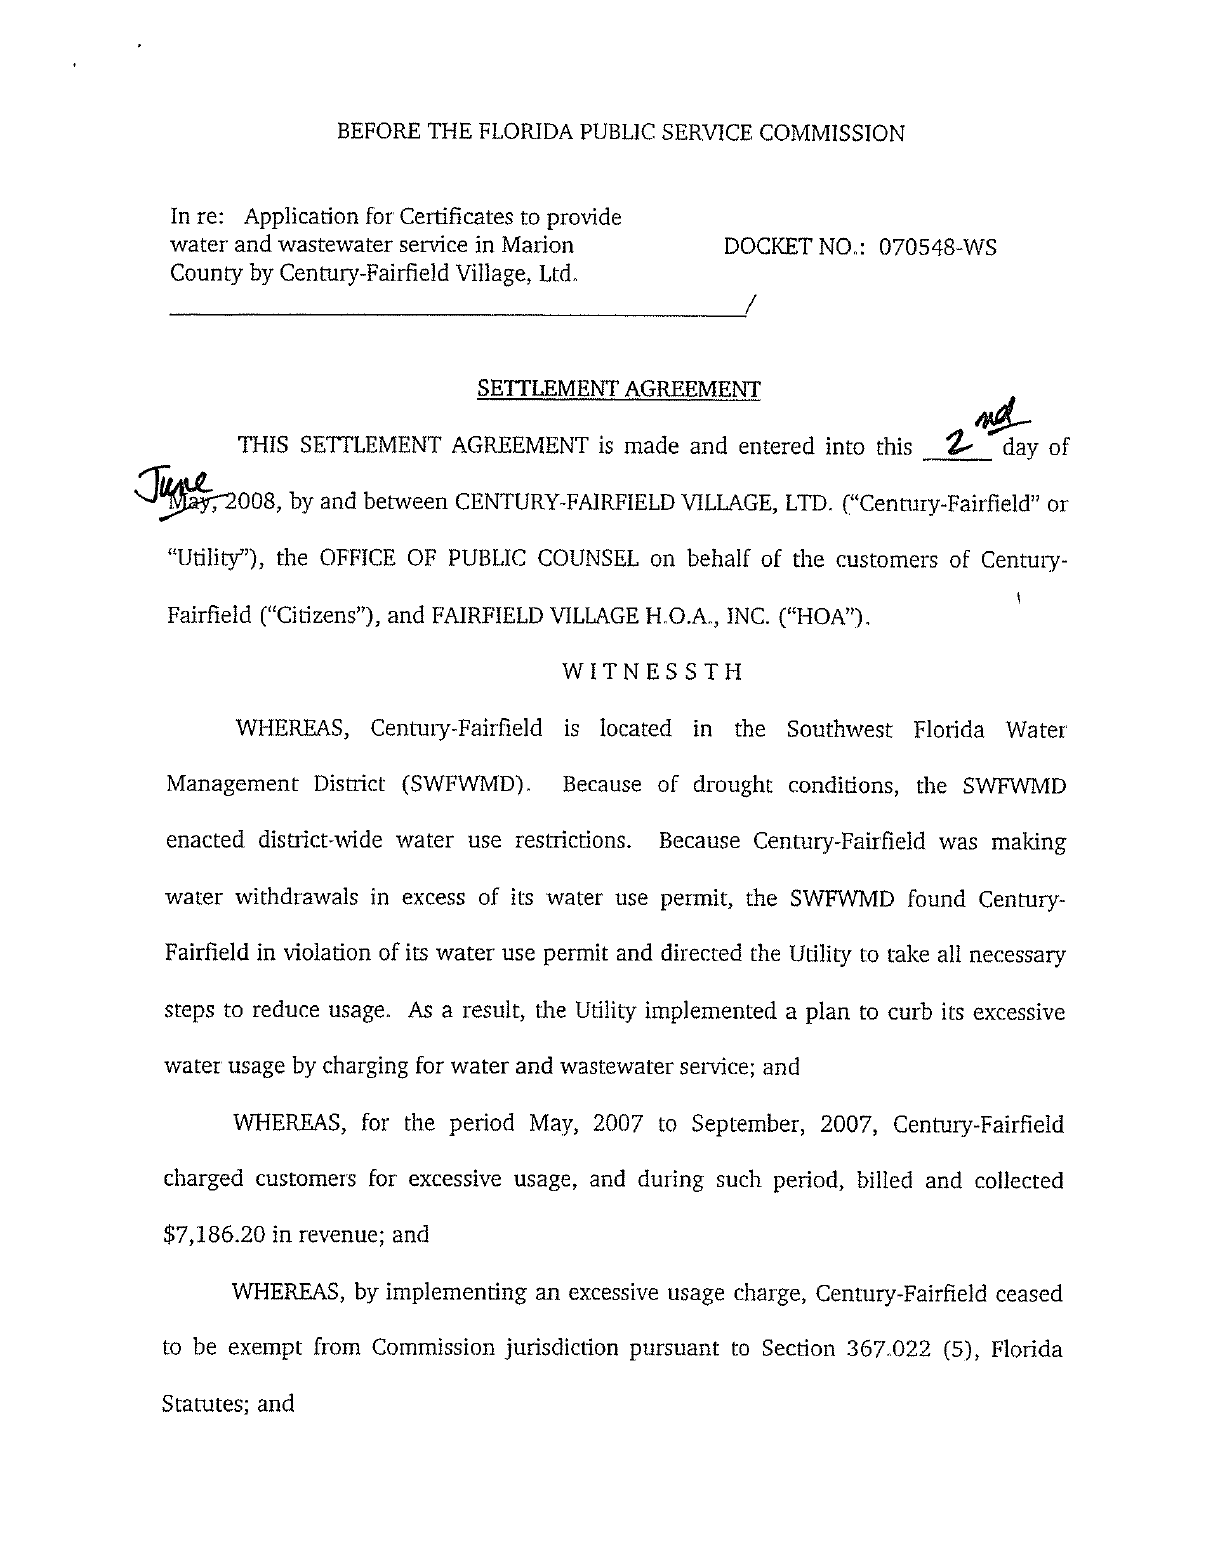 BEFORE THE FLORIDA PUBLIC SERVICE COMMISSION
In re: Application for Certificates to provide
water and wastewater service in Marion DOCKET NO.: 070548-WS
County by Century-Fairfield Village, Ltd.
/
SETTLEMENT AGREEMENT
THIS SETTLEMENT AGREEMENT is made and entered into this 2nd day of
June May, 2008, by and between CENTURY-FAIRFIELD VILLAGE, LTD. ("Century-Fairfield" or
"Utility"), the OFFICE OF PUBLIC COUNSEL on behalf of the customers of Century-
Fairfield ("Citizens"), and FAIRFIELD VILLAGE H.O.A., INC. ("HOA").
W I T N E S S T H
WHEREAS, Century-Fairfield is located in the Southwest Florida Water
Management District (SWFWMD). Because of drought conditions, the SWFWMD
enacted district-wide water use restrictions. Because Century-Fairfield was making
water withdrawals in excess of its water use permit, the SWFWMD found Century-
Fairfield in violation of its water use permit and directed the Utility to take all necessary
steps to reduce usage. As a result, the Utility implemented a plan to curb its excessive
water usage by charging for water and wastewater service; and
WHEREAS, for the period May, 2007 to September, 2007, Century-Fairfield
charged customers for excessive usage, and during such period, billed and collected
$7,186.20 in revenue; and
WHEREAS, by implementing an excessive usage charge, Century-Fairfield ceased
to be exempt from Commission jurisdiction pursuant to Section 367.022 (5), Florida
Statutes; and